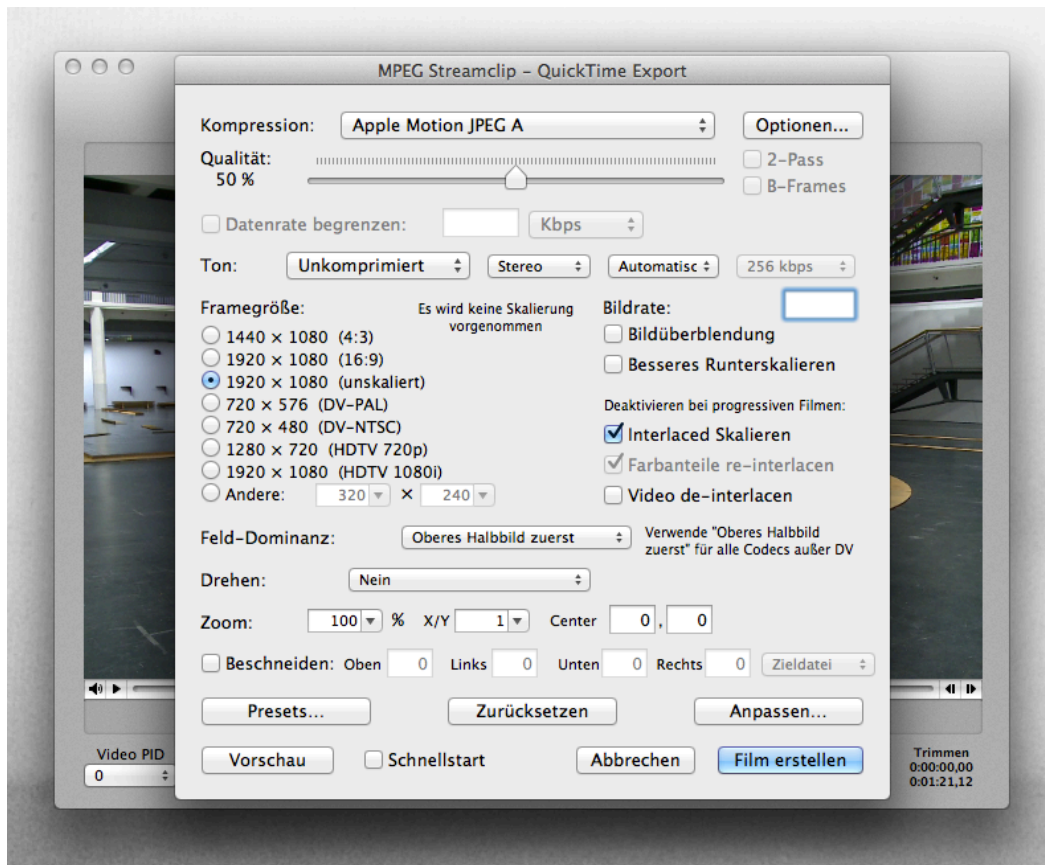 MPEG Streamclip – QuickTime Export
Kompression: Apple Motion JPEG A Optionen...
Qualität: 2-Pass
50 % B-Frames
Datenrate begrenzen: Kbps
Ton: Unkomprimiert Stereo Automatisc 256 kbps
Framegröße: Es wird keine Skalierung Bildrate:
vorgenommen
1440 × 1080 (4:3) Bildüberblendung
1920 × 1080 (16:9) Besseres Runterskalieren
1920 × 1080 (unskaliert)
720 × 576 (DV-PAL) Deaktivieren bei progressiven Filmen:
720 × 480 (DV-NTSC) Interlaced Skalieren
1280 × 720 (HDTV 720p) Farbanteile re-interlacen
1920 × 1080 (HDTV 1080i)
Andere: 320 × 240 Video de-interlacen
Feld-Dominanz: Oberes Halbbild zuerst Verwende "Oberes Halbbild
zuerst" für alle Codecs außer DV
Drehen: Nein
Zoom: 100 % X/Y 1 Center 0 , 0
Beschneiden: Oben 0 Links 0 Unten 0 Rechts 0 Zieldatei
Presets... Zurücksetzen Anpassen...
Vorschau Schnellstart Abbrechen Film erstellen
Video PID
0
Trimmen
0:00:00,00
0:01:21,12